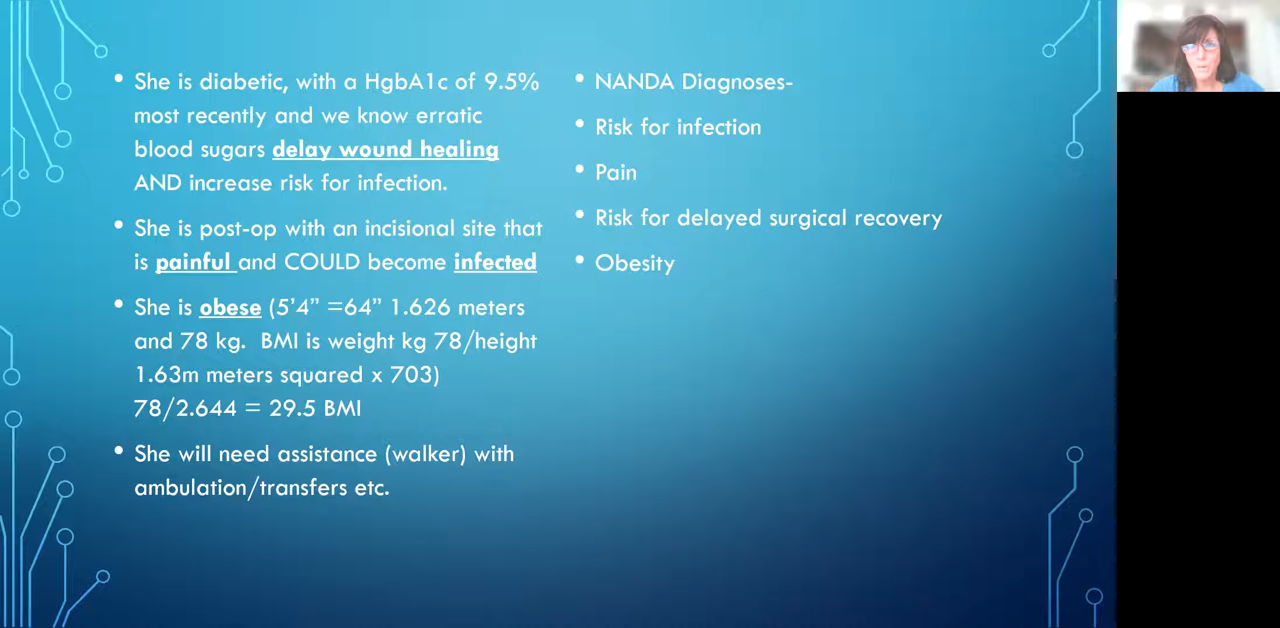 She is diabetic, with a HgbA1c of 9.5%
most recently and we know erratic
blood sugars delay wound healing
AND increase risk for infection.
She is post-op with an incisional site that
is painful and COULD become infected
She is obese (5’4” =64” 1.626 meters
and 78 kg. BMI is weight kg 78/height
1.63m meters squared x 703)
78/2.644 = 29.5 BMI
She will need assistance (walker) with
ambulation/transfers etc.
NANDA Diagnoses-
Risk for infection
Pain
Risk for delayed surgical recovery
Obesity